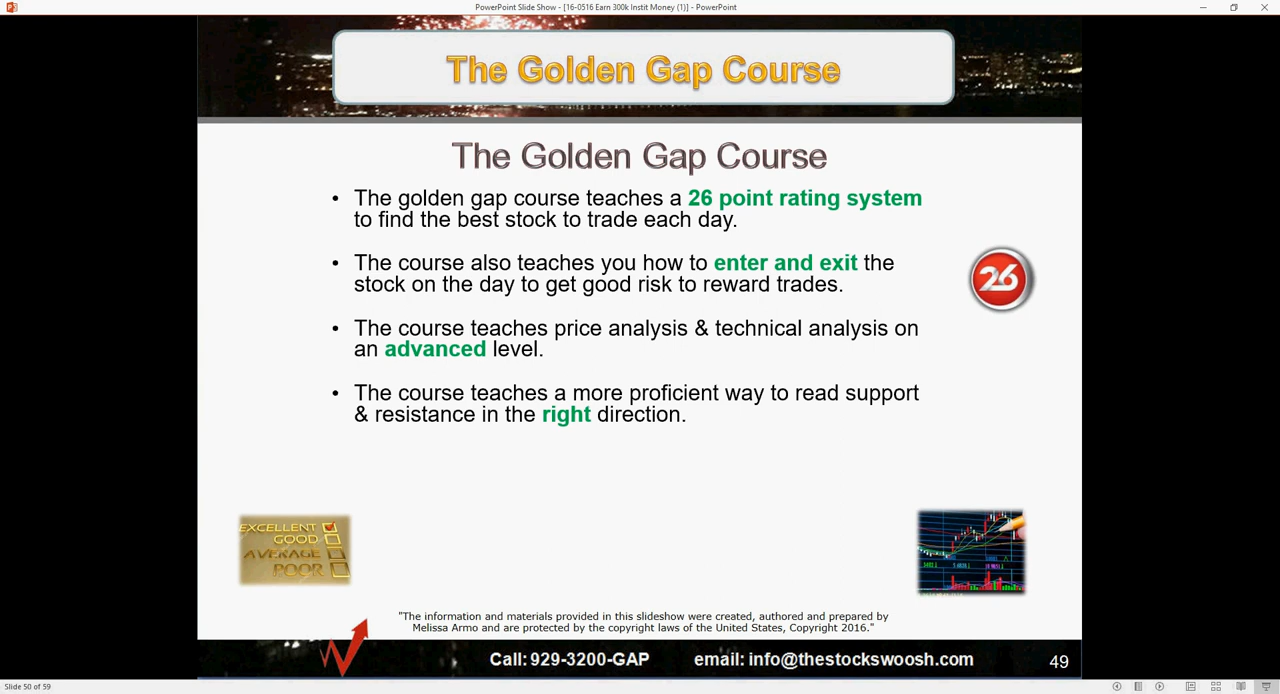 PowerPoint Slide Show - [16-0516 Earn 300k Instit Money (1)] - PowerPoint
The Golden Gap Course
The Golden Gap Course
• The golden gap course teaches a 26 point rating system
to find the best stock to trade each day.
• The course also teaches you how to enter and exit the
stock on the day to get good risk to reward trades.
26
• The course teaches price analysis & technical analysis on
an advanced level.
• The course teaches a more proficient way to read support
& resistance in the right direction.
EXCELLENT
GOOD
AVERAGE
POOR
"The information and materials provided in this slideshow were created, authored and prepared by
Melissa Armo and are protected by the copyright laws of the United States, Copyright 2016."
Call: 929-3200-GAP email: info@thestockswoosh.com 49
Slide 50 of 59